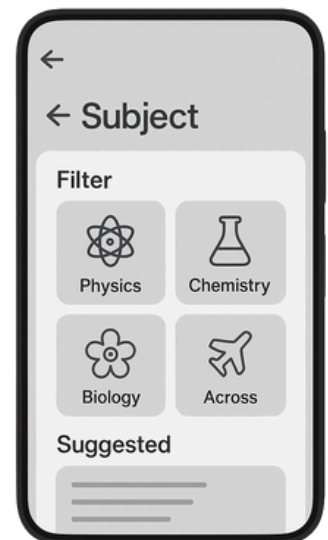 Subject
Filter
Physics
Chemistry
Biology
Across
Suggested